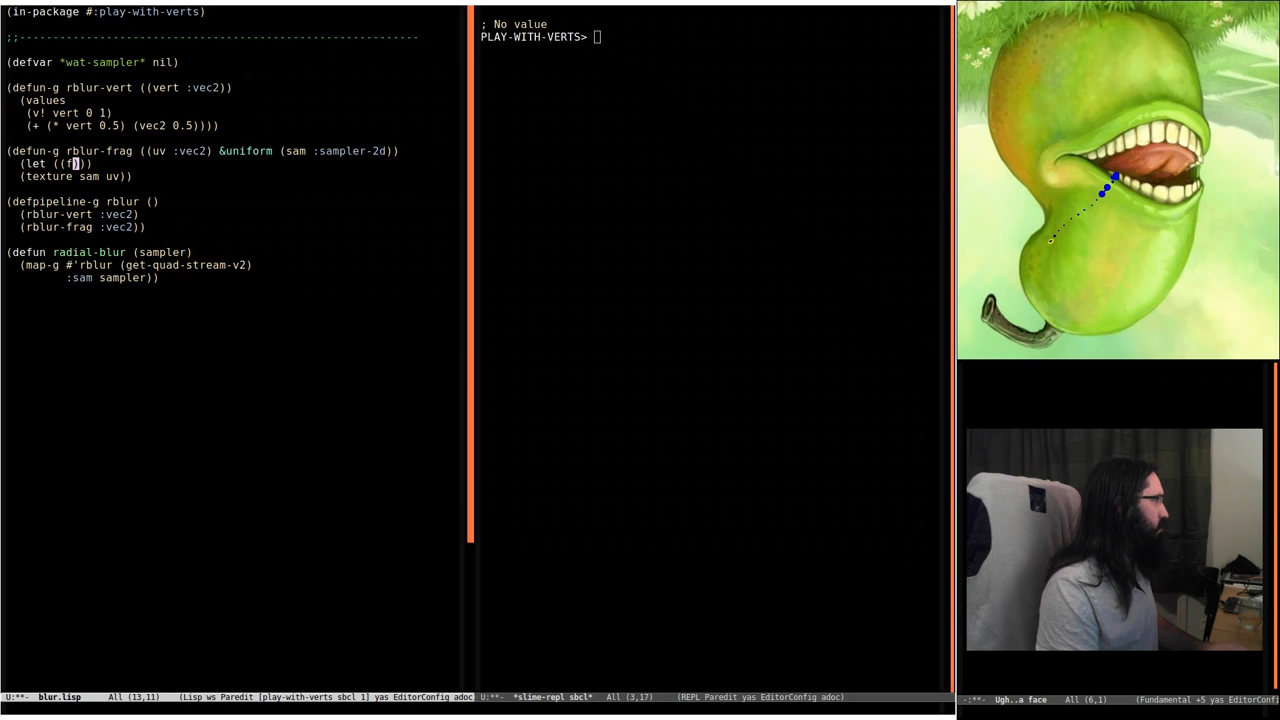 (in-package #:play-with-verts)
;;------------------------------------------------------------
(defvar *wat-sampler* nil)
(defun-g rblur-vert ((vert :vec2))
(values
(v! vert 0 1)
(+ (* vert 0.5) (vec2 0.5))))
(defun-g rblur-frag ((uv :vec2) &uniform (sam :sampler-2d))
(let ((f)))
(texture sam uv))
(defpipeline-g rblur ()
(rblur-vert :vec2)
(rblur-frag :vec2))
(defun radial-blur (sampler)
(map-g #'rblur (get-quad-stream-v2)
:sam sampler))
U:**- blur.lisp All (13,11) (Lisp ws Paredit [play-with-verts sbcl 1] yas EditorConfig adoc
; No value
PLAY-WITH-VERTS>
U:**- *slime-repl sbcl* All (3,17) (REPL Paredit yas EditorConfig adoc)
-:**- Ugh..a face All (6,1) (Fundamental +5 yas EditorConfi